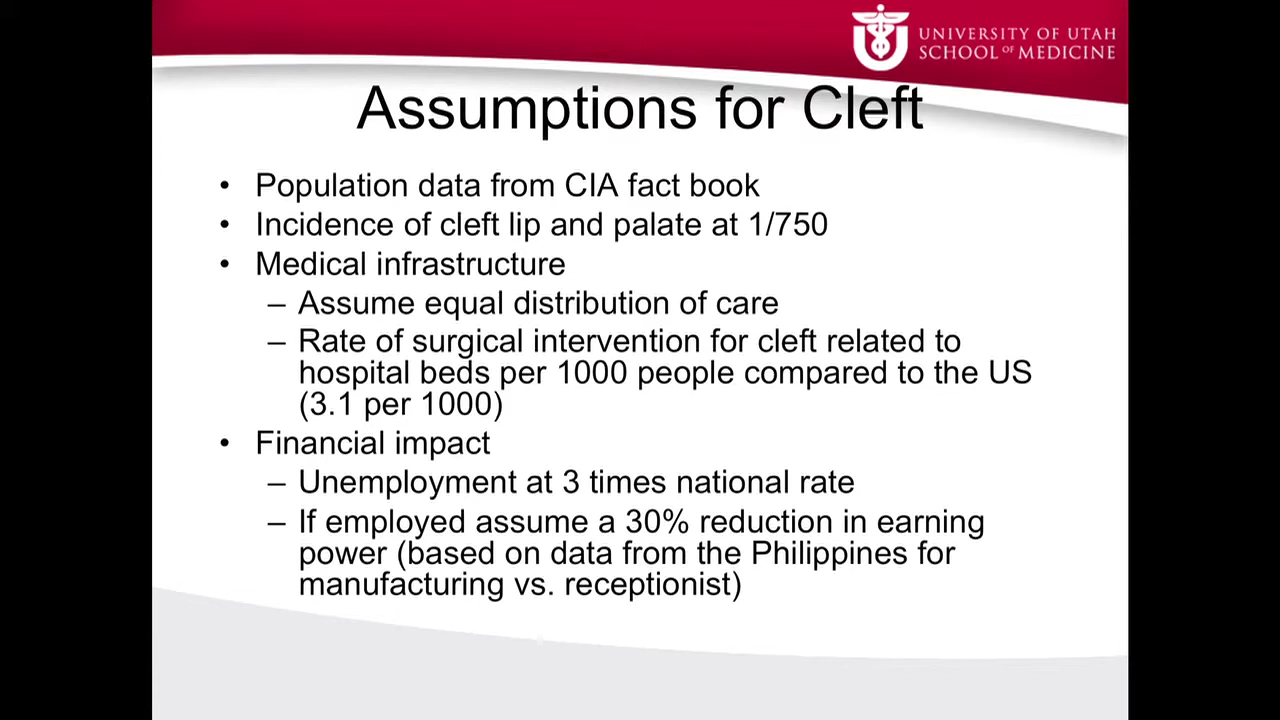 UNIVERSITY OF UTAH
SCHOOL OF MEDICINE
Assumptions for Cleft
• Population data from CIA fact book
• Incidence of cleft lip and palate at 1/750
• Medical infrastructure
– Assume equal distribution of care
– Rate of surgical intervention for cleft related to
hospital beds per 1000 people compared to the US
(3.1 per 1000)
• Financial impact
– Unemployment at 3 times national rate
– If employed assume a 30% reduction in earning
power (based on data from the Philippines for
manufacturing vs. receptionist)